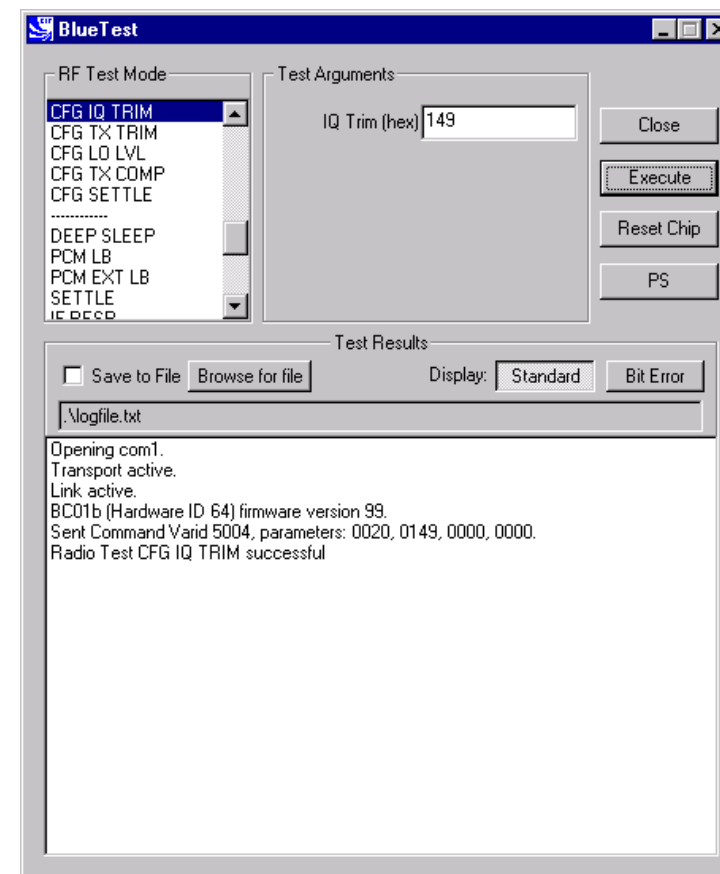 BlueTest
RF Test Mode
CFG IQ TRIM
CFG TX TRIM
CFG LO LVL
CFG TX COMP
CFG SETTLE
------------
DEEP SLEEP
PCM LB
PCM EXT LB
SETTLE
Test Arguments
IQ Trim (hex) 149
Close
Execute
Reset Chip
PS
Test Results
Save to File Browse for file Display: Standard Bit Error
.\logfile.txt
Opening com1.
Transport active.
Link active.
BC01b (Hardware ID 64) firmware version 99.
Sent Command Varid 5004, parameters: 0020, 0149, 0000, 0000.
Radio Test CFG IQ TRIM successful